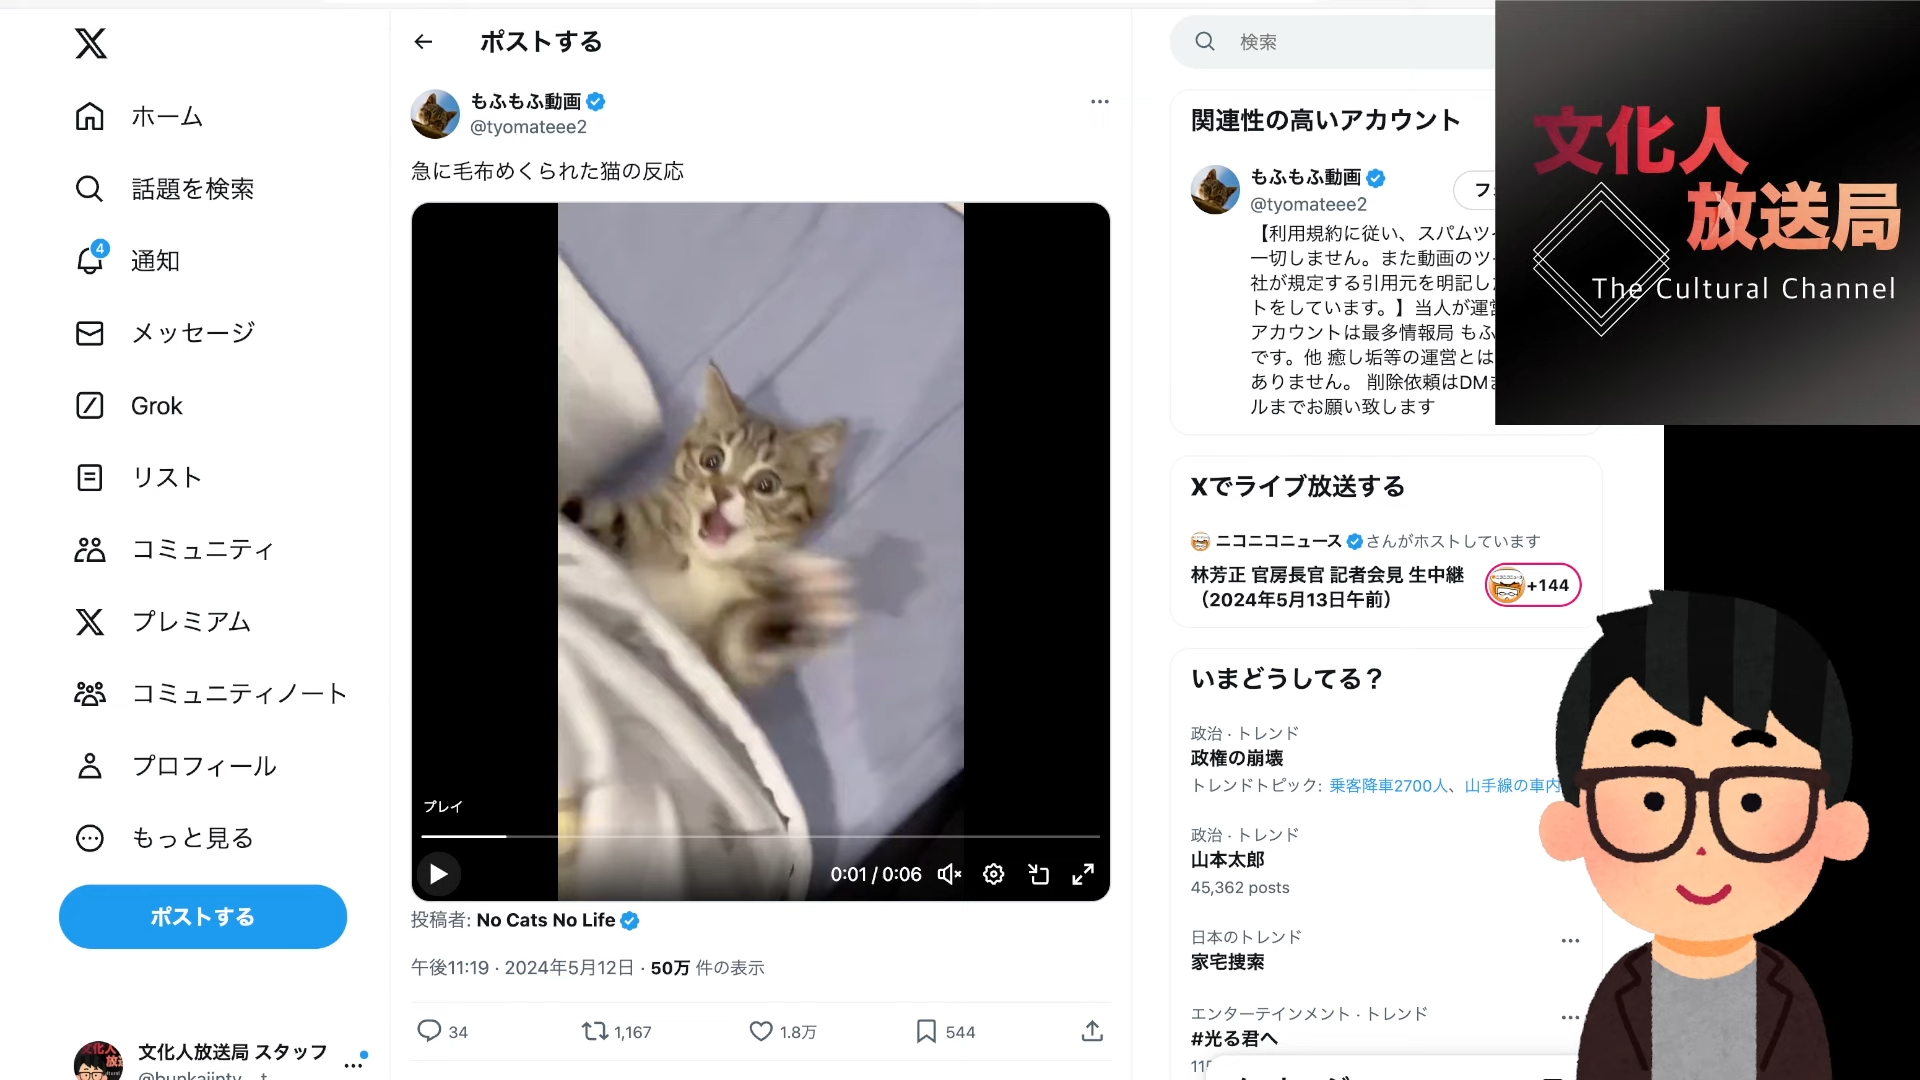 ホーム
話題を検索
4
通知
メッセージ
Grok
リスト
コミュニティ
プレミアム
コミュニティノート
プロフィール
もっと見る
ポストする
文化人放送局 スタッフ
ポストする
もふもふ動画
@tyomateee2
急に毛布めくられた猫の反応
プレイ
0:01 / 0:06
投稿者: No Cats No Life
午後11:19 · 2024年5月12日 · 50万 件の表示
34
1,167
1.8万
544
検索
関連性の高いアカウント
もふもふ動画
@tyomateee2
フ
【利用規約に従い、スパムツイ
一切しません。また動画のツイ
社が規定する引用元を明記し
トをしています。】当人が運
アカウントは最多情報局 もふ
です。他 癒し垢等の運営とは
ありません。 削除依頼はDM
ルまでお願い致します
Xでライブ放送する
ニコニコニュース さんがホストしています
林芳正 官房長官 記者会見 生中継
（2024年5月13日午前）
+144
いまどうしてる？
政治 · トレンド
政権の崩壊
トレンドトピック: 乗客降車2700人、山手線の車内
政治 · トレンド
山本太郎
45,362 posts
日本のトレンド
家宅捜索
エンターテインメント · トレンド
#光る君へ
文化人
放送局
The Cultural Channel